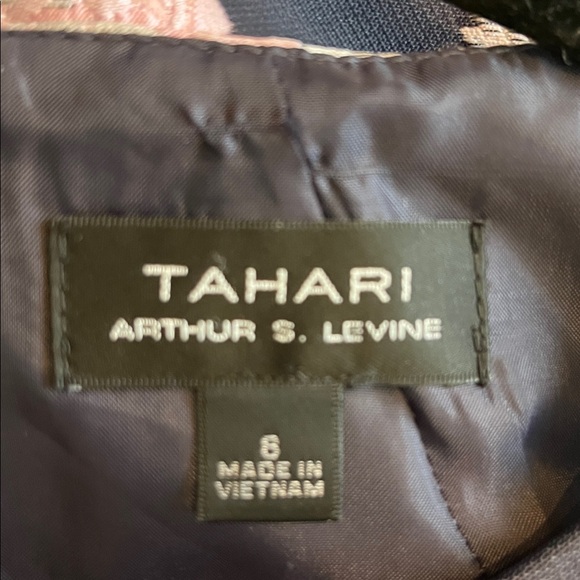 TAHARI
ARTHUR S. LEVINE
6
MADE IN
VIETNAM